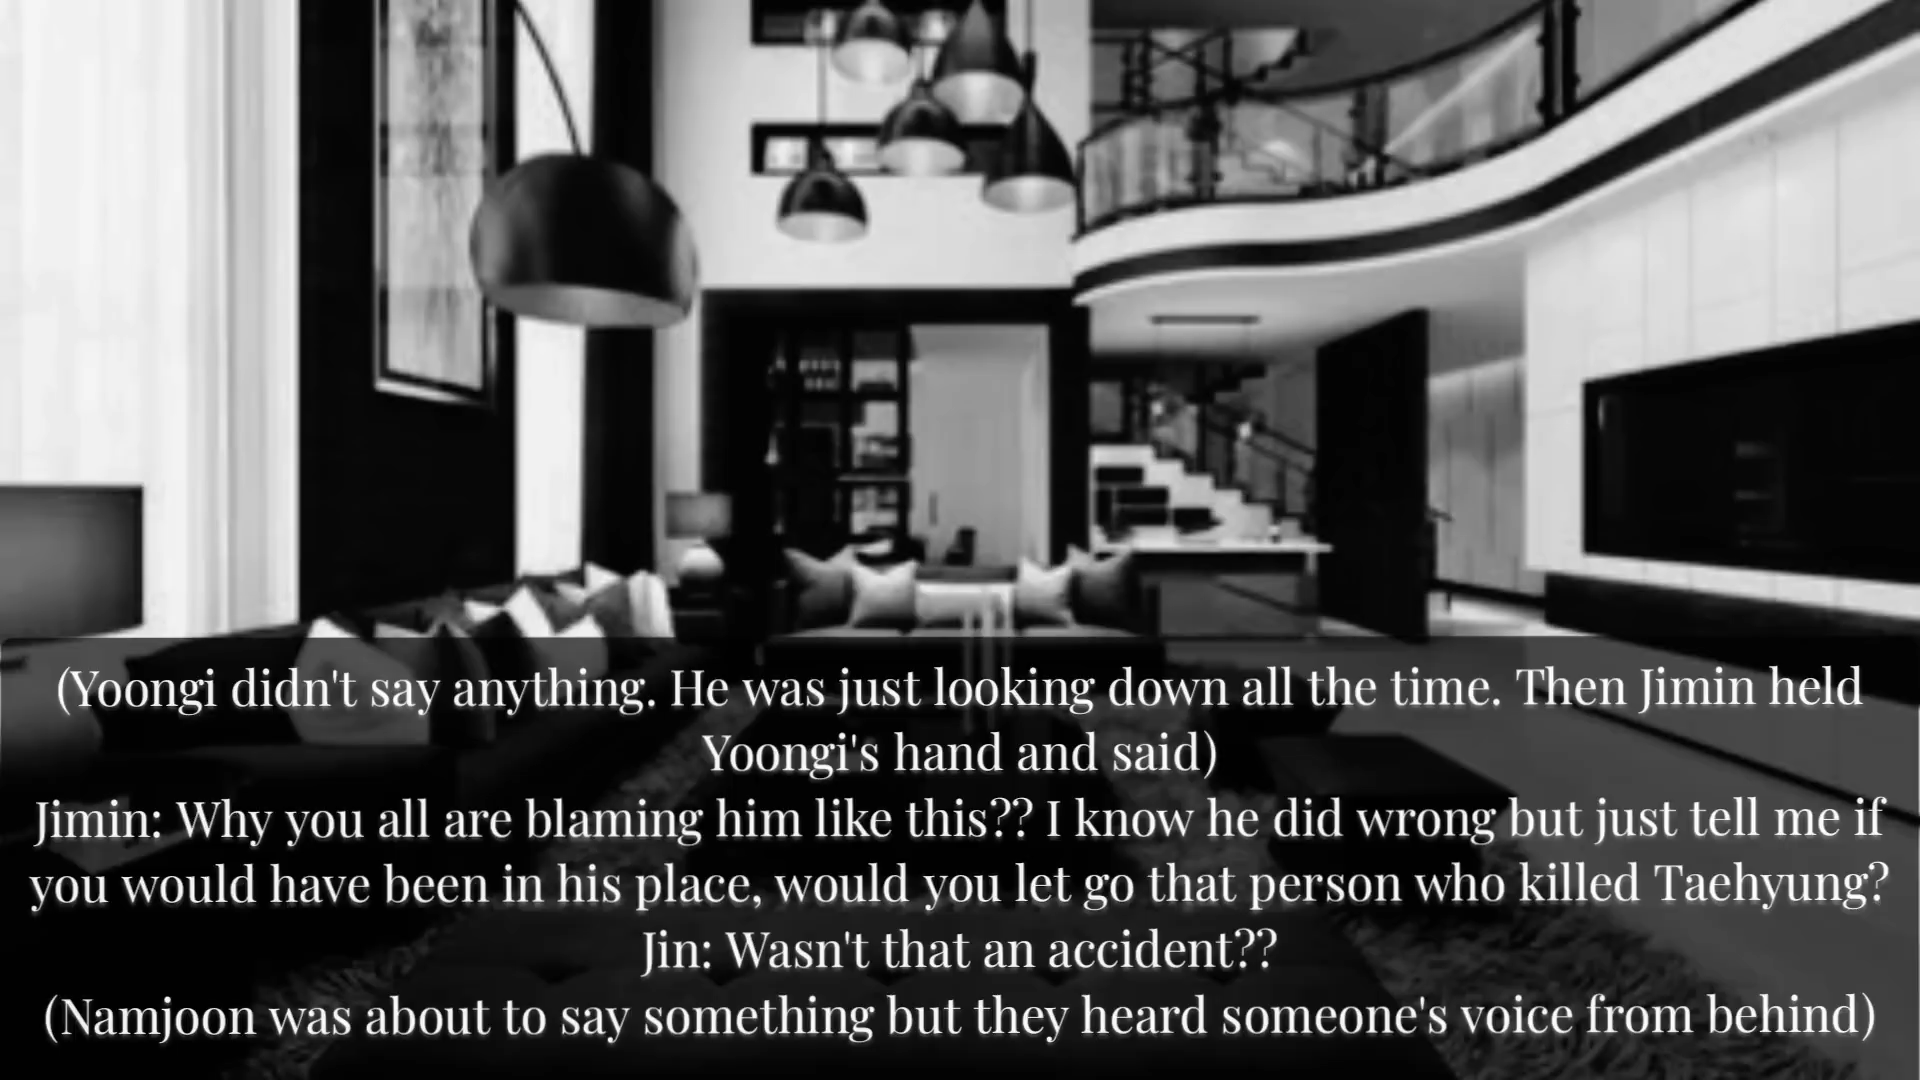 (Yoongi didn't say anything. He was just looking down all the time. Then Jimin held
Yoongi's hand and said)
Jimin: Why you all are blaming him like this?? I know he did wrong but just tell me if
you would have been in his place, would you let go that person who killed Taehyung?
Jin: Wasn't that an accident??
(Namjoon was about to say something but they heard someone's voice from behind)